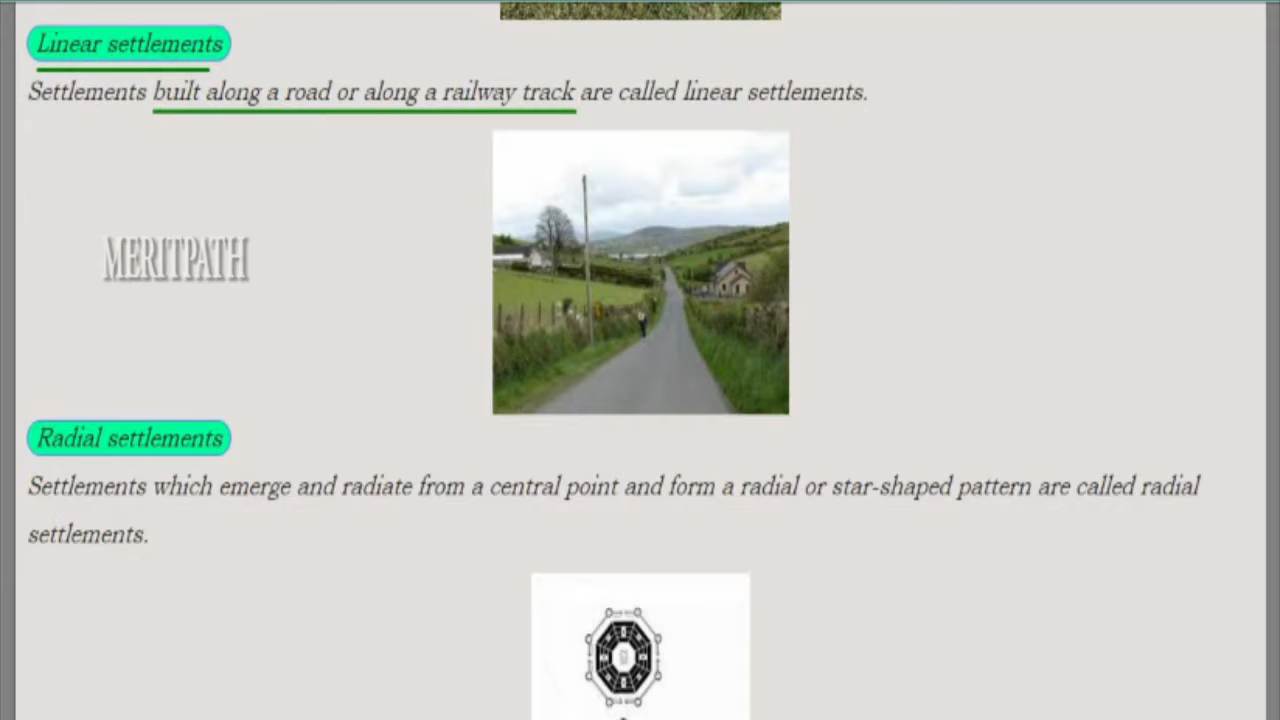 Linear settlements
Settlements built along a road or along a railway track are called linear settlements.
MERITPATH
Radial settlements
Settlements which emerge and radiate from a central point and form a radial or star-shaped pattern are called radial
settlements.